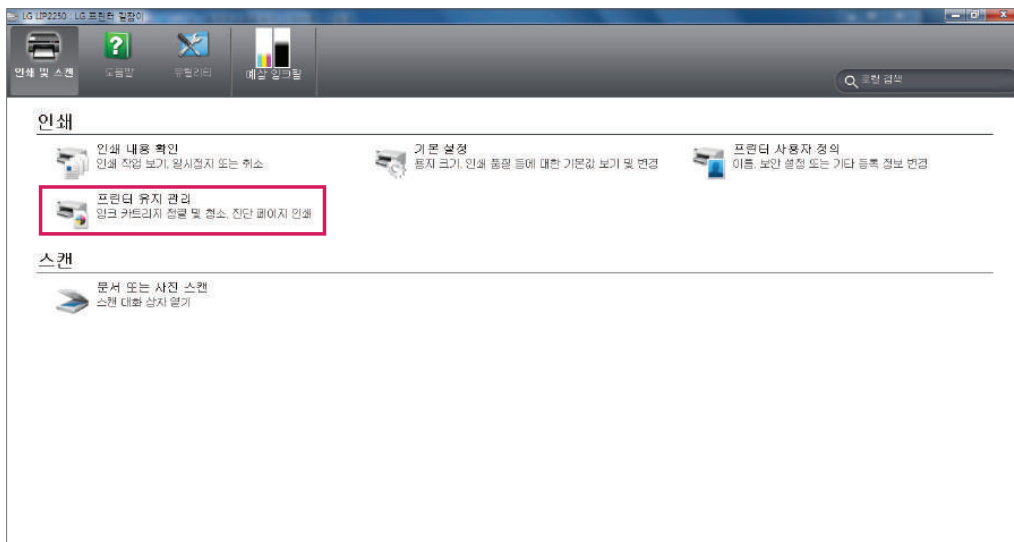 LG LIP2250 : LG 프린터 길잡이
인쇄 및 스캔
도움말
유틸리티
예상 잉크량
로컬 검색
인쇄
인쇄 내용 확인
인쇄 작업 보기, 일시정지 또는 취소
기본 설정
용지 크기, 인쇄 품질 등에 대한 기본값 보기 및 변경
프린터 사용자 정의
이름, 보안 설정 또는 기타 등록 정보 변경
프린터 유지 관리
잉크 카트리지 정렬 및 청소, 진단 페이지 인쇄
스캔
문서 또는 사진 스캔
스캔 대화 상자 열기